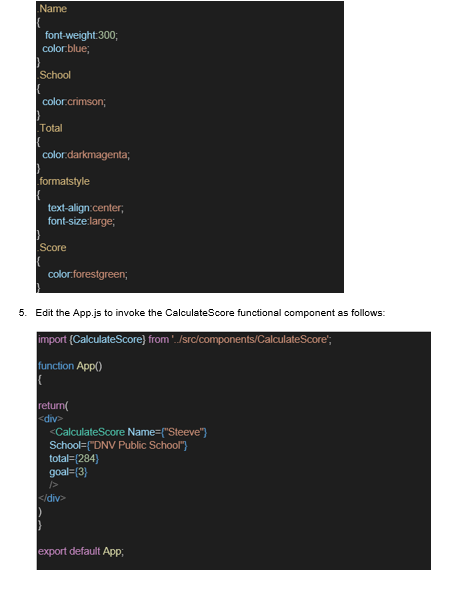 .Name
{
font-weight:300;
color:blue;
}
.School
{
color:crimson;
}
.Total
{
color:darkmagenta;
}
.formatstyle
{
text-align:center;
font-size:large;
}
.Score
{
color:forestgreen;
}
5. Edit the App.js to invoke the CalculateScore functional component as follows:
import {CalculateScore} from '../src/components/CalculateScore';
function App()
{
return(
<div>
<CalculateScore Name={"Steeve"}
School={"DNV Public School"}
total={284}
goal={3}
/>
</div>
)
}
export default App;